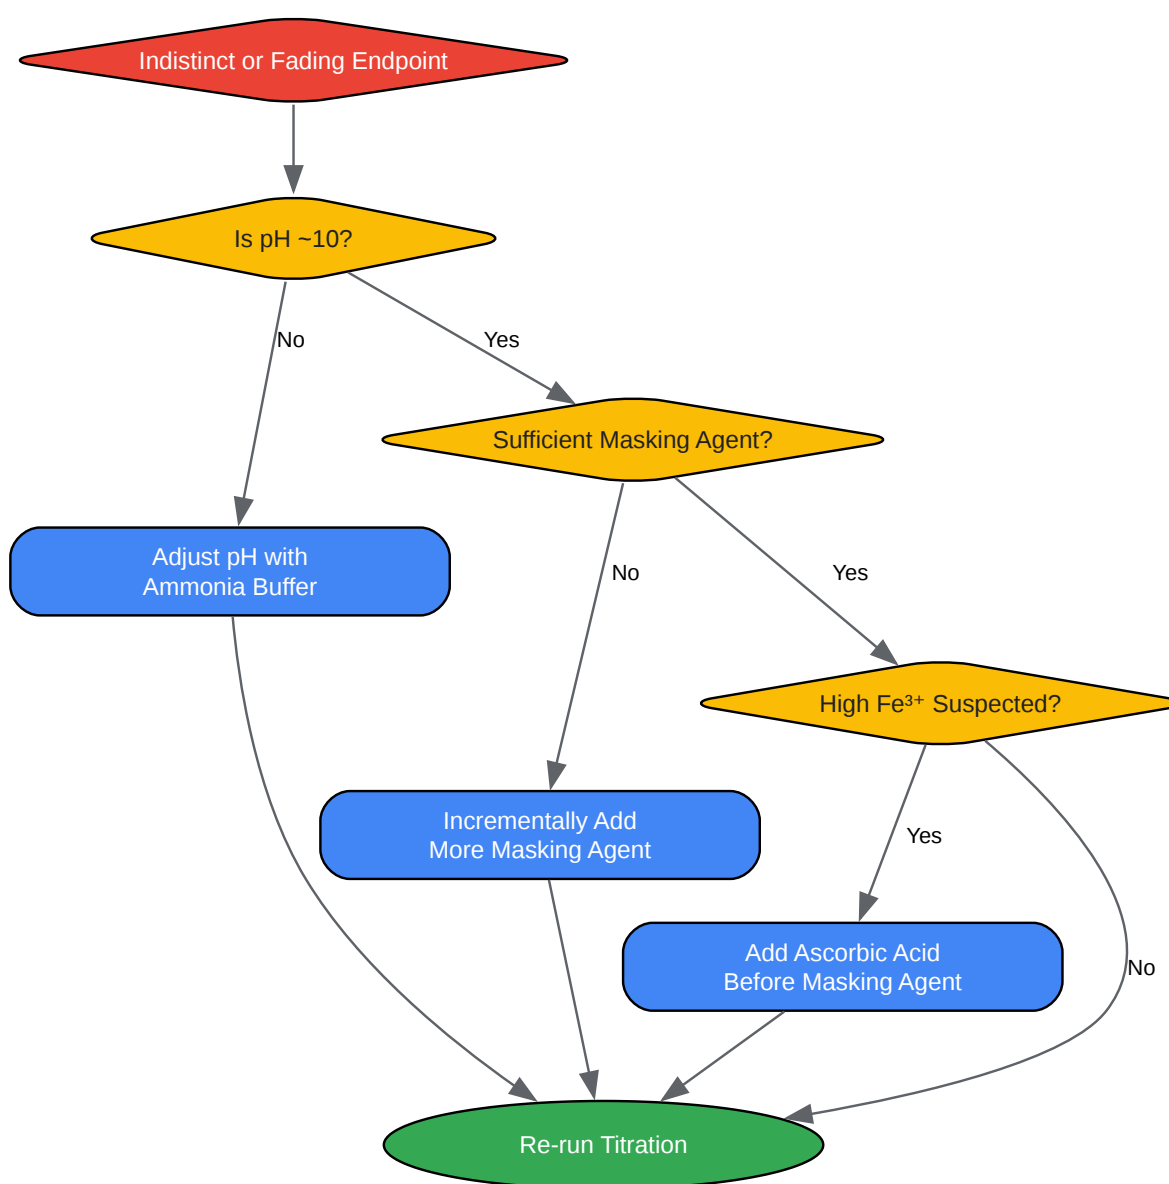 Indistinct or Fading Endpoint
Is pH ~10?
No
Yes
Sufficient Masking Agent?
Adjust pH with
Ammonia Buffer
No
Yes
High Fe³⁺ Suspected?
Incrementally Add
More Masking Agent
Yes
Add Ascorbic Acid
Before Masking Agent
No
Re-run Titration